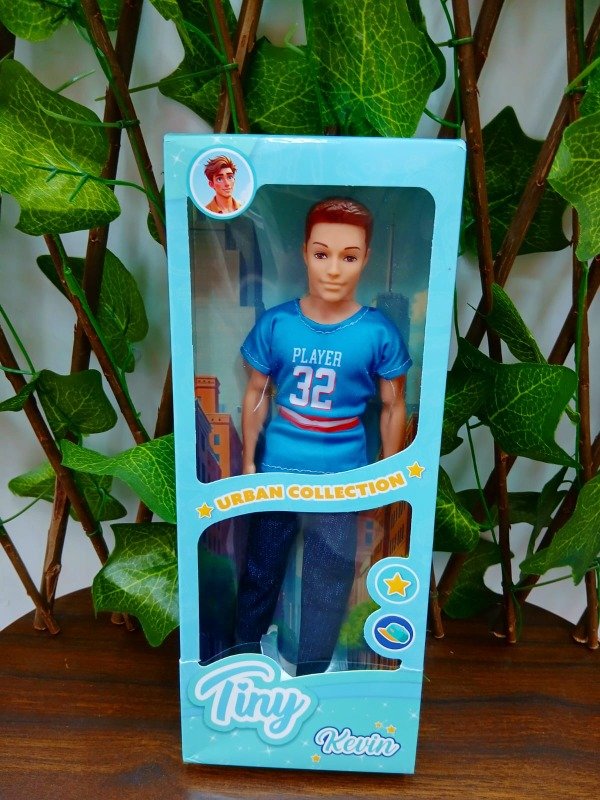 PLAYER
32
URBAN COLLECTION
Tiny
Kevin